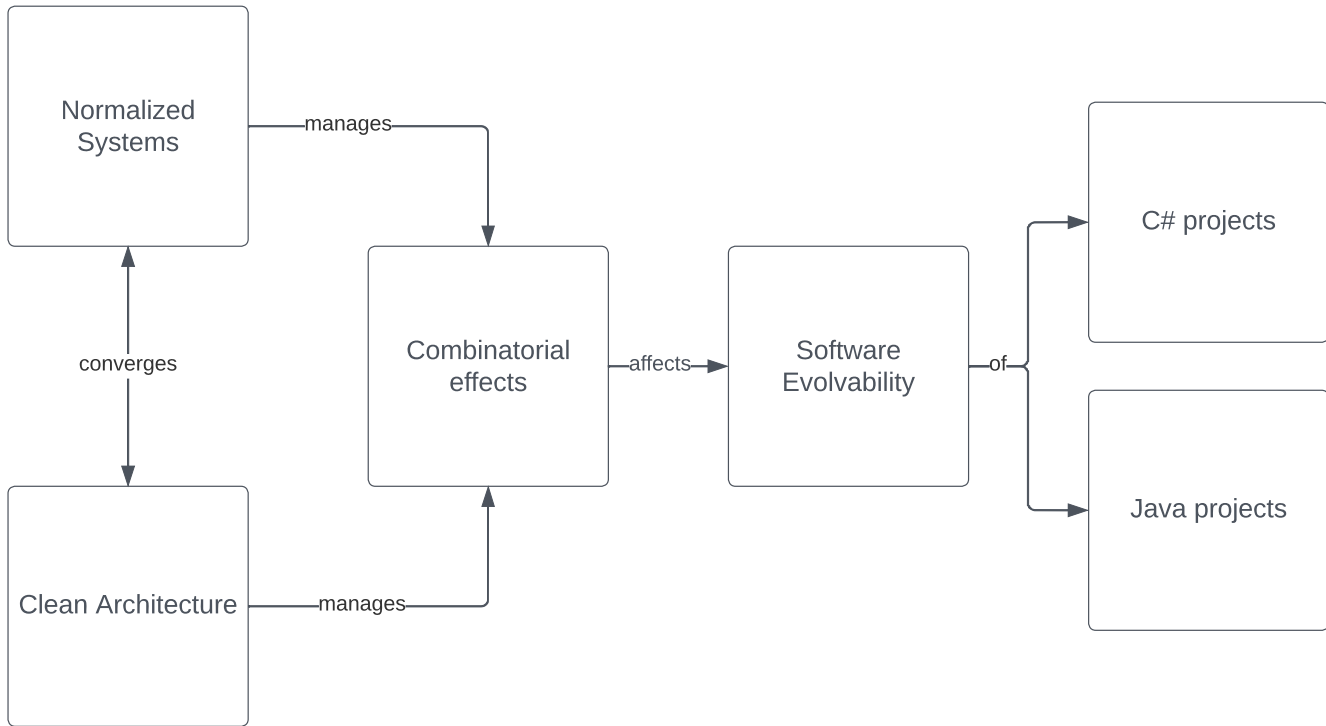 Normalized
Systems
manages
C# projects
converges
Combinatorial
effects
affects
Software
Evolvability
of
Java projects
Clean Architecture
manages